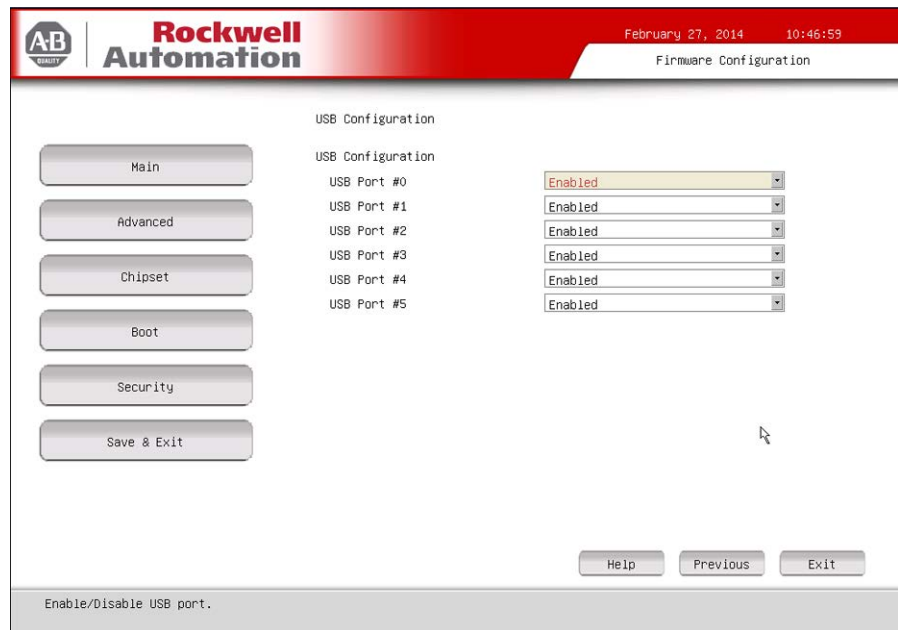 A·B
QUALITY
Rockwell
Automation
February 27, 2014 10:46:59
Firmware Configuration
USB Configuration
Main
Advanced
Chipset
Boot
Security
Save & Exit
USB Configuration
USB Port #0 Enabled
USB Port #1 Enabled
USB Port #2 Enabled
USB Port #3 Enabled
USB Port #4 Enabled
USB Port #5 Enabled
Help Previous Exit
Enable/Disable USB port.